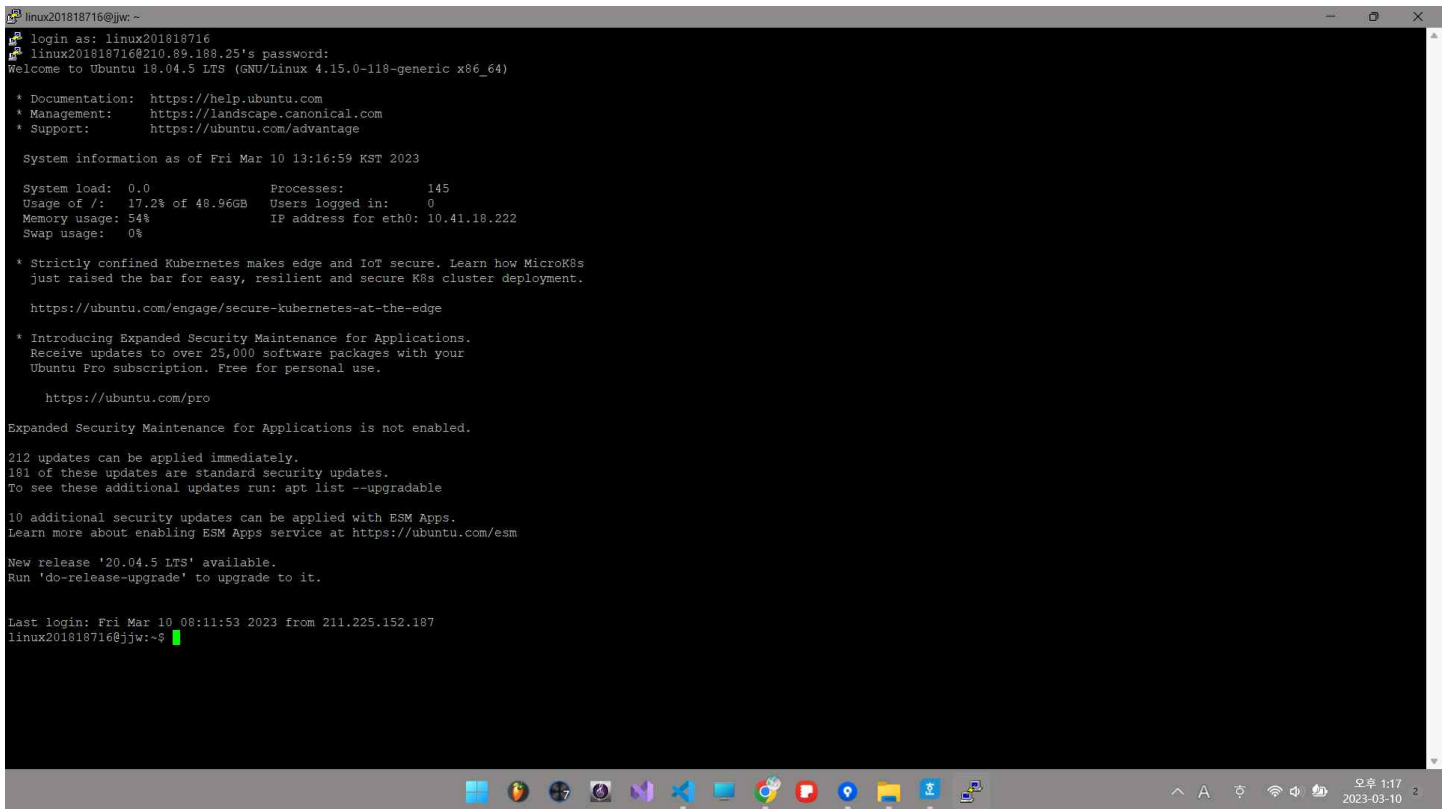 linux201818716@jjw: ~
login as: linux201818716
linux201818716@210.89.188.25's password:
Welcome to Ubuntu 18.04.5 LTS (GNU/Linux 4.15.0-118-generic x86_64)
* Documentation: https://help.ubuntu.com
* Management: https://landscape.canonical.com
* Support: https://ubuntu.com/advantage
System information as of Fri Mar 10 13:16:59 KST 2023
System load: 0.0 Processes: 145
Usage of /: 17.2% of 48.96GB Users logged in: 0
Memory usage: 54% IP address for eth0: 10.41.18.222
Swap usage: 0%
* Strictly confined Kubernetes makes edge and IoT secure. Learn how MicroK8s
just raised the bar for easy, resilient and secure K8s cluster deployment.
https://ubuntu.com/engage/secure-kubernetes-at-the-edge
* Introducing Expanded Security Maintenance for Applications.
Receive updates to over 25,000 software packages with your
Ubuntu Pro subscription. Free for personal use.
https://ubuntu.com/pro
Expanded Security Maintenance for Applications is not enabled.
212 updates can be applied immediately.
181 of these updates are standard security updates.
To see these additional updates run: apt list --upgradable
10 additional security updates can be applied with ESM Apps.
Learn more about enabling ESM Apps service at https://ubuntu.com/esm
New release '20.04.5 LTS' available.
Run 'do-release-upgrade' to upgrade to it.
Last login: Fri Mar 10 08:11:53 2023 from 211.225.152.187
linux201818716@jjw:~$
A 오후 1:17 2
2023-03-10